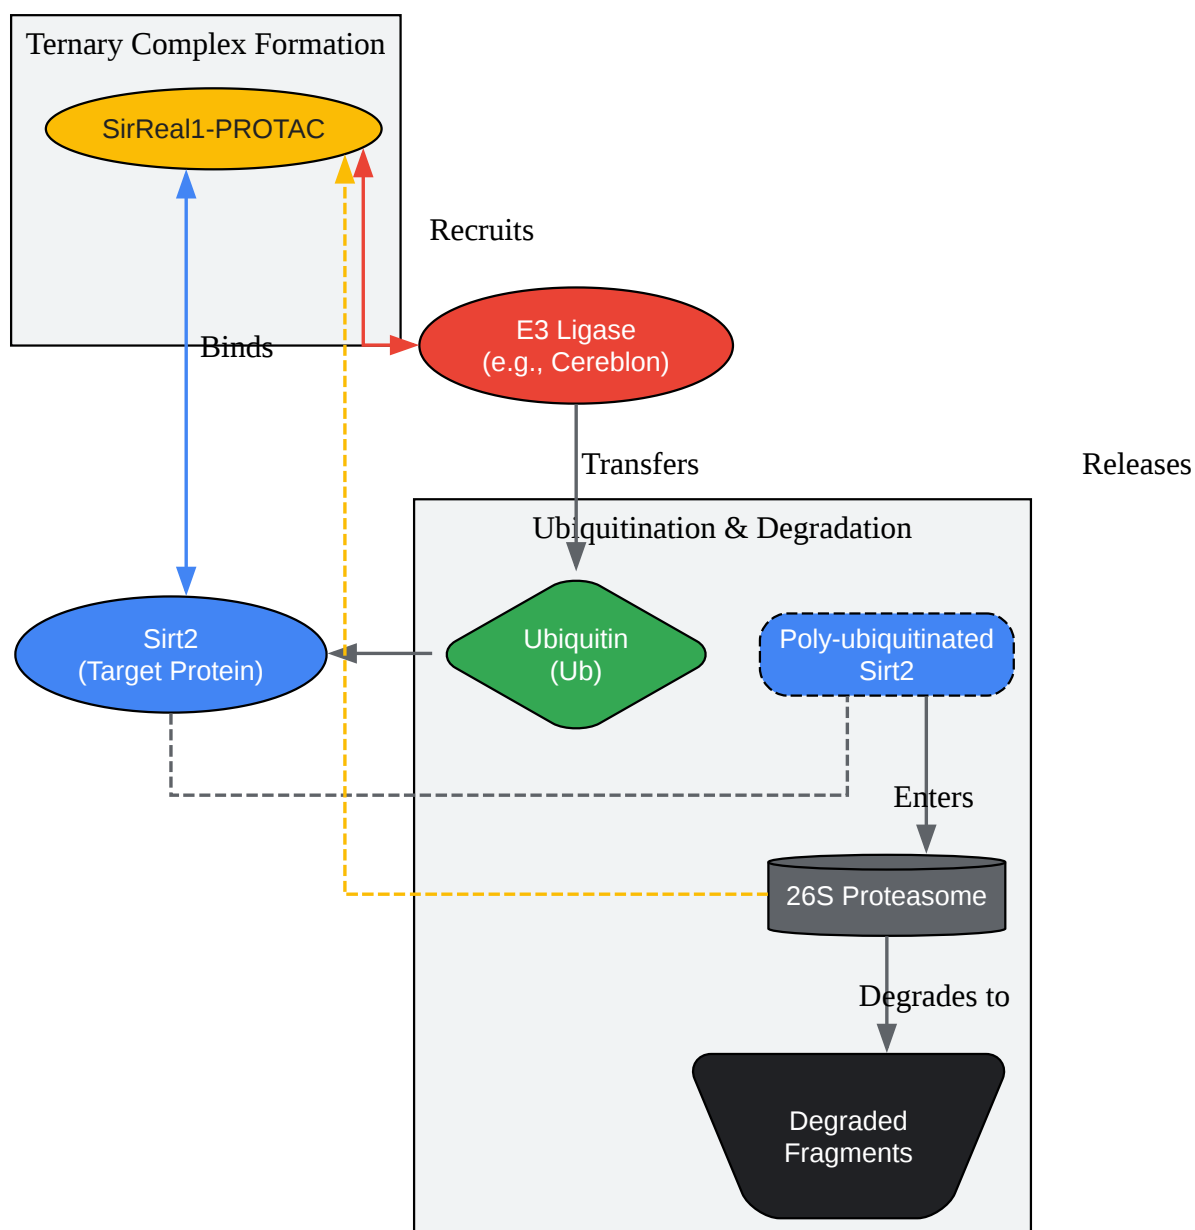 Ternary Complex Formation
SirReal1-PROTAC
Recruits
E3 Ligase
(e.g., Cereblon)
Binds
Transfers
Releases
Ubiquitination & Degradation
Sirt2
(Target Protein)
Ubiquitin
(Ub)
Poly-ubiquitinated
Sirt2
Enters
26S Proteasome
Degrades to
Degraded
Fragments